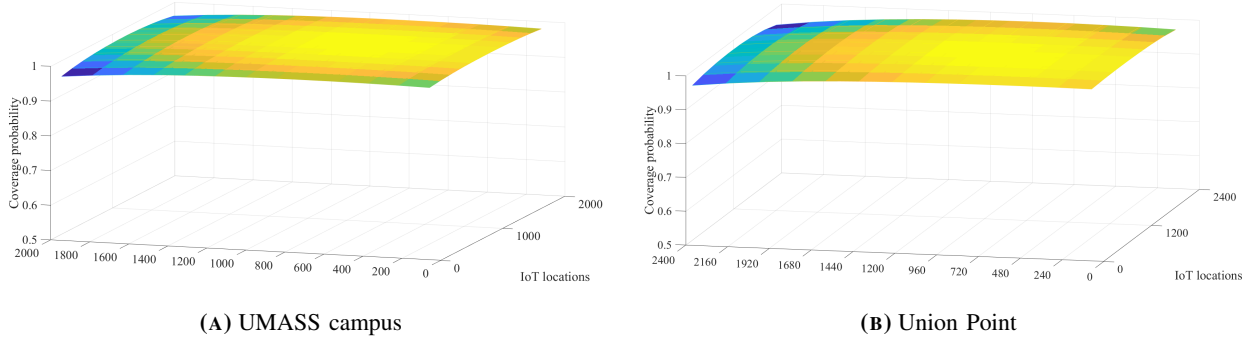 Coverage probability
1
0.9
0.8
0.7
0.6
0.5
2000 1800 1600 1400 1200 1000 800 600 400 200 0
0
1000
2000
IoT locations
(A) UMASS campus
Coverage probability
1
0.9
0.8
0.7
0.6
0.5
2400 2160 1920 1680 1440 1200 960 720 480 240 0
0
1200
2400
IoT locations
(B) Union Point